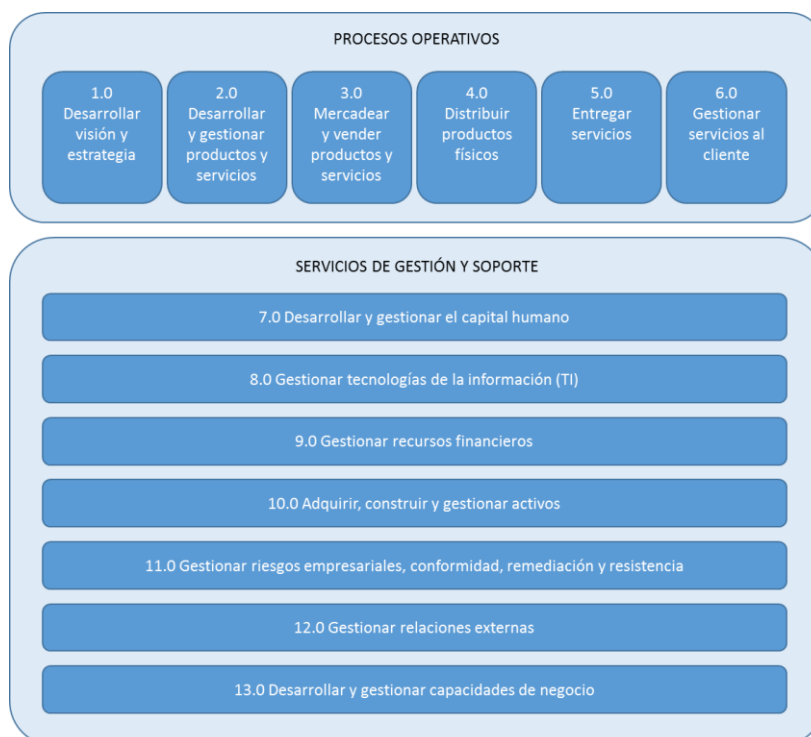 PROCESOS OPERATIVOS
1.0
Desarrollar
visión y
estrategia
2.0
Desarrollar
y gestionar
productos y
servicios
3.0
Mercadear
y vender
productos y
servicios
4.0
Distribuir
productos
físicos
5.0
Entregar
servicios
6.0
Gestionar
servicios al
cliente
SERVICIOS DE GESTIÓN Y SOPORTE
7.0 Desarrollar y gestionar el capital humano
8.0 Gestionar tecnologías de la información (TI)
9.0 Gestionar recursos financieros
10.0 Adquirir, construir y gestionar activos
11.0 Gestionar riesgos empresariales, conformidad, remediación y resistencia
12.0 Gestionar relaciones externas
13.0 Desarrollar y gestionar capacidades de negocio